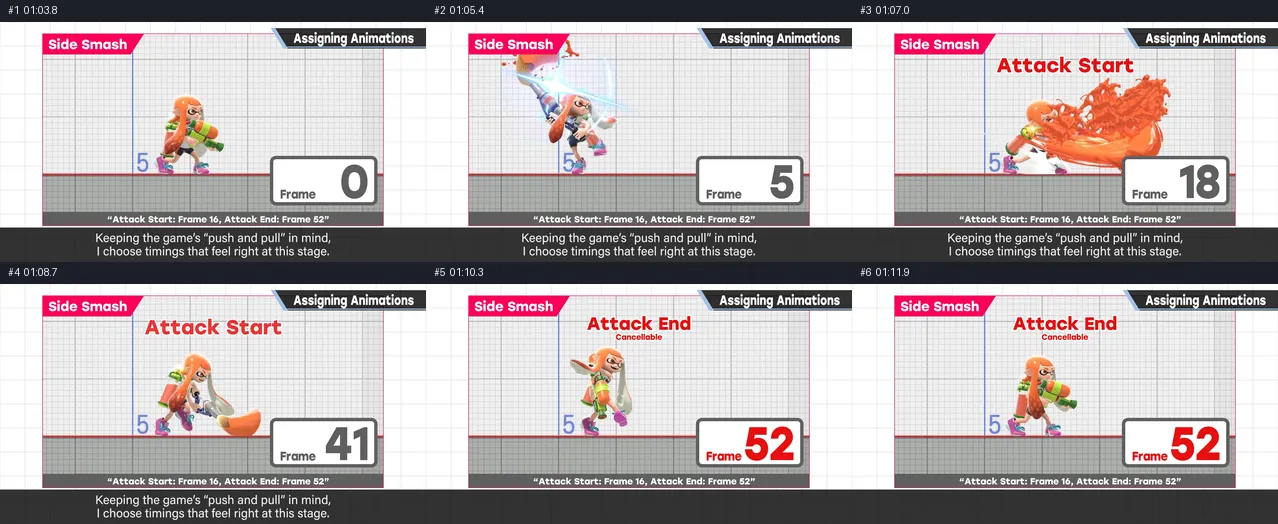 #1 01:03.8
Side Smash
Assigning Animations
5
Frame 0
“Attack Start: Frame 16, Attack End: Frame 52”
Keeping the game’s “push and pull” in mind,
I choose timings that feel right at this stage.
#2 01:05.4
Side Smash
Assigning Animations
5
Frame 5
“Attack Start: Frame 16, Attack End: Frame 52”
Keeping the game’s “push and pull” in mind,
I choose timings that feel right at this stage.
#3 01:07.0
Side Smash
Assigning Animations
Attack Start
5
Frame 18
“Attack Start: Frame 16, Attack End: Frame 52”
Keeping the game’s “push and pull” in mind,
I choose timings that feel right at this stage.
#4 01:08.7
Side Smash
Assigning Animations
Attack Start
5
Frame 41
“Attack Start: Frame 16, Attack End: Frame 52”
Keeping the game’s “push and pull” in mind,
I choose timings that feel right at this stage.
#5 01:10.3
Side Smash
Assigning Animations
Attack End
Cancellable
5
Frame 52
“Attack Start: Frame 16, Attack End: Frame 52”
#6 01:11.9
Side Smash
Assigning Animations
Attack End
Cancellable
5
Frame 52
“Attack Start: Frame 16, Attack End: Frame 52”